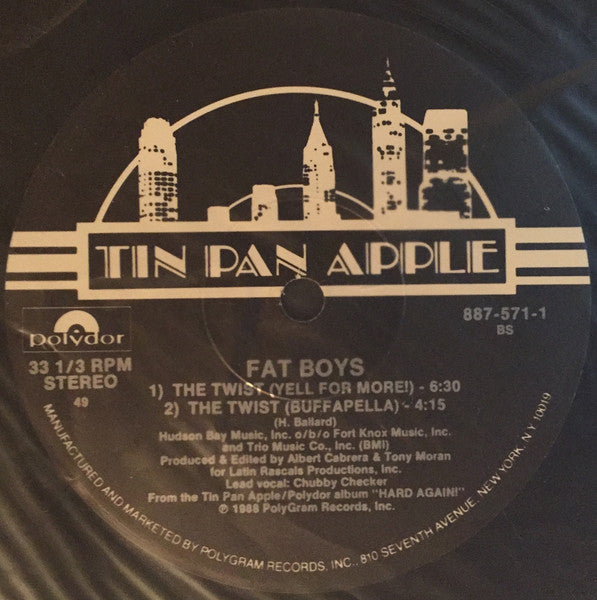 TIN PAN APPLE
polydor
887-571-1
BS
33 1/3 RPM
STEREO
49
FAT BOYS
1) THE TWIST (YELL FOR MORE!) - 6:30
2) THE TWIST (BUFFAPELLA) - 4:15
(H. Ballard)
Hudson Bay Music, Inc. o/b/o Fort Knox Music, Inc.
and Trio Music Co., Inc. (BMI)
Produced & Edited by Albert Cabrera & Tony Moran
for Latin Rascals Productions, Inc.
Lead vocal: Chubby Checker
From the Tin Pan Apple/Polydor album "HARD AGAIN!"
℗ 1988 PolyGram Records, Inc.
MANUFACTURED AND MARKETED BY POLYGRAM RECORDS, INC., 810 SEVENTH AVENUE, NEW YORK, N.Y. 10019